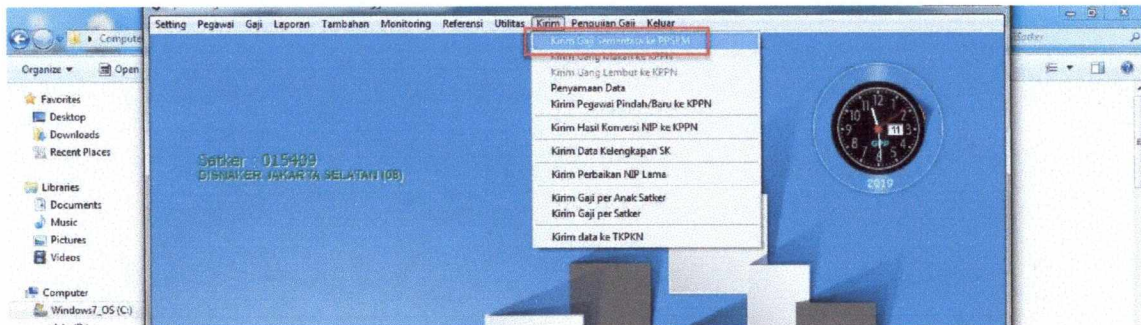 Setting Pegawai Gaji Laporan Tambahan Monitoring Referensi Utilitas Kirim Pengujian Gaji Keluar
Compute
Organize Open
Favorites
Desktop
Downloads
Recent Places
Libraries
Documents
Music
Pictures
Videos
Computer
Windows7_OS (C:)
Satker : 015409
DISNAKER JAKARTA SELATAN (08)
Kirim Gaji Sementara ke PPSPM
Kirim Uang Makan ke KPPN
Kirim Uang Lembur ke KPPN
Penyamaan Data
Kirim Pegawai Pindah/Baru ke KPPN
Kirim Hasil Konversi NIP ke KPPN
Kirim Data Kelengkapan SK
Kirim Perbaikan NIP Lama
Kirim Gaji per Anak Satker
Kirim Gaji per Satker
Kirim data ke TKPKN
12
11
GPP
2019
Satker